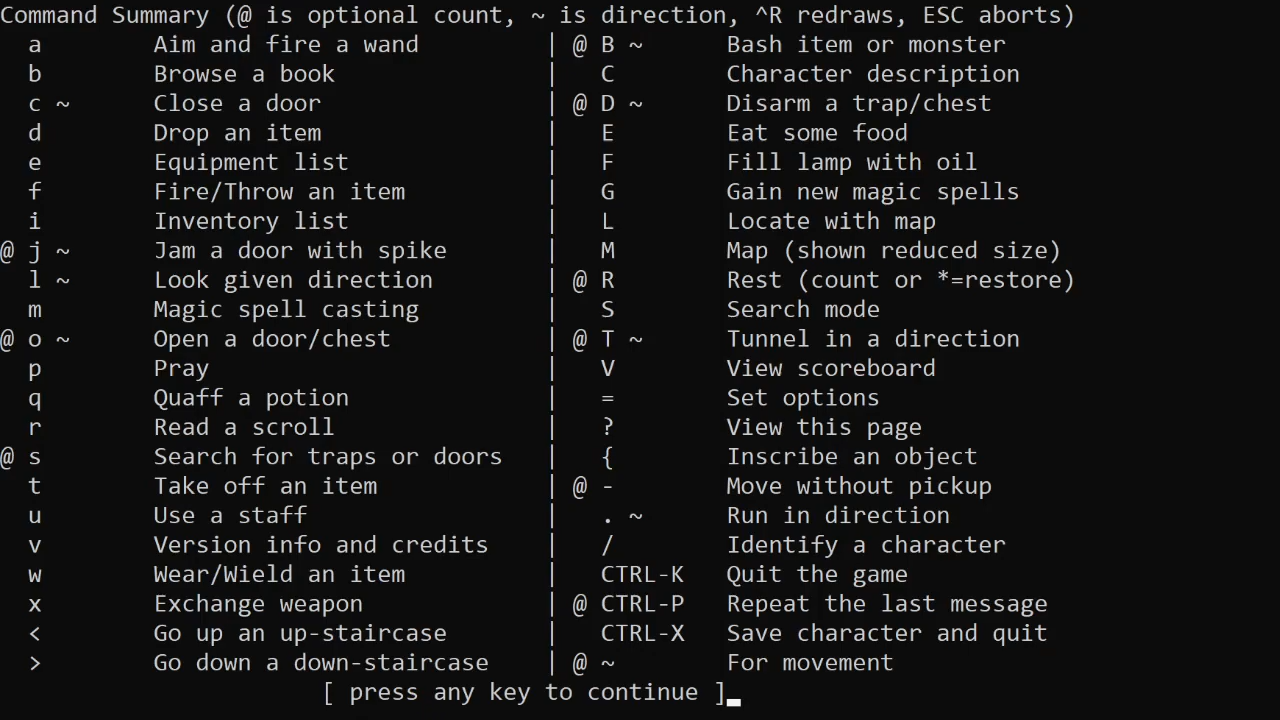 Command Summary (@ is optional count, ~ is direction, ^R redraws, ESC aborts)
  a        Aim and fire a wand         | @ B ~      Bash item or monster
  b        Browse a book               |   C        Character description
  c ~      Close a door                | @ D ~      Disarm a trap/chest
  d        Drop an item                |   E        Eat some food
  e        Equipment list              |   F        Fill lamp with oil
  f        Fire/Throw an item          |   G        Gain new magic spells
  i        Inventory list              |   L        Locate with map
@ j ~      Jam a door with spike       |   M        Map (shown reduced size)
  l ~      Look given direction        | @ R        Rest (count or *=restore)
  m        Magic spell casting         |   S        Search mode
@ o ~      Open a door/chest           | @ T ~      Tunnel in a direction
  p        Pray                        |   V        View scoreboard
  q        Quaff a potion              |   =        Set options
  r        Read a scroll               |   ?        View this page
@ s        Search for traps or doors   |   {        Inscribe an object
  t        Take off an item            | @ -        Move without pickup
  u        Use a staff                 |   . ~      Run in direction
  v        Version info and credits    |   /        Identify a character
  w        Wear/Wield an item          |   CTRL-K   Quit the game
  x        Exchange weapon             | @ CTRL-P   Repeat the last message
  <        Go up an up-staircase       |   CTRL-X   Save character and quit
  >        Go down a down-staircase    | @ ~        For movement
                       [ press any key to continue ]